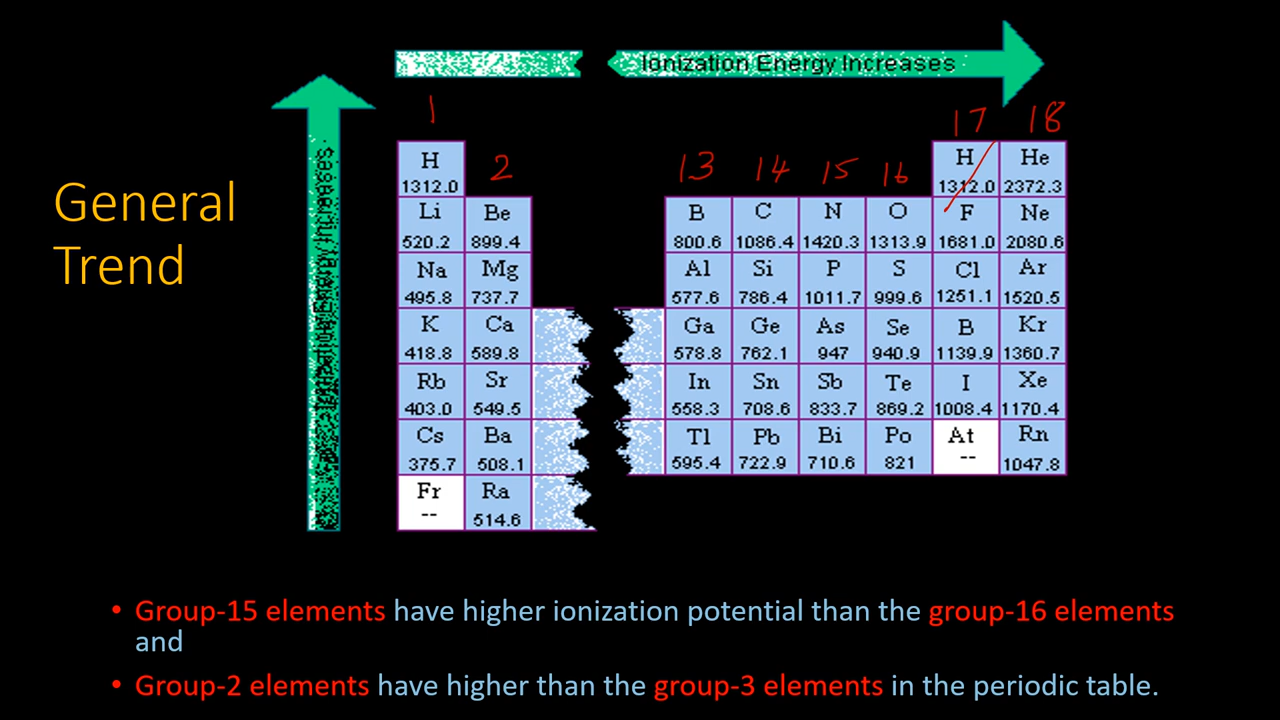 Ionization Energy Increases
1
17 18
2 13 14 15 16
General
Trend
Ionization Energy Increases
H H He
1312.0 1312.0 2372.3
Li Be B C N O F Ne
520.2 899.4 800.6 1086.4 1420.3 1313.9 1681.0 2080.6
Na Mg Al Si P S Cl Ar
495.8 737.7 577.6 786.4 1011.7 999.6 1251.1 1520.5
K Ca Ga Ge As Se B Kr
418.8 589.8 578.8 762.1 947 940.9 1139.9 1360.7
Rb Sr In Sn Sb Te I Xe
403.0 549.5 558.3 708.6 833.7 869.2 1008.4 1170.4
Cs Ba Tl Pb Bi Po At Rn
375.7 508.1 595.4 722.9 710.6 821 -- 1047.8
Fr Ra
-- 514.6
• Group-15 elements have higher ionization potential than the group-16 elements
and
• Group-2 elements have higher than the group-3 elements in the periodic table.